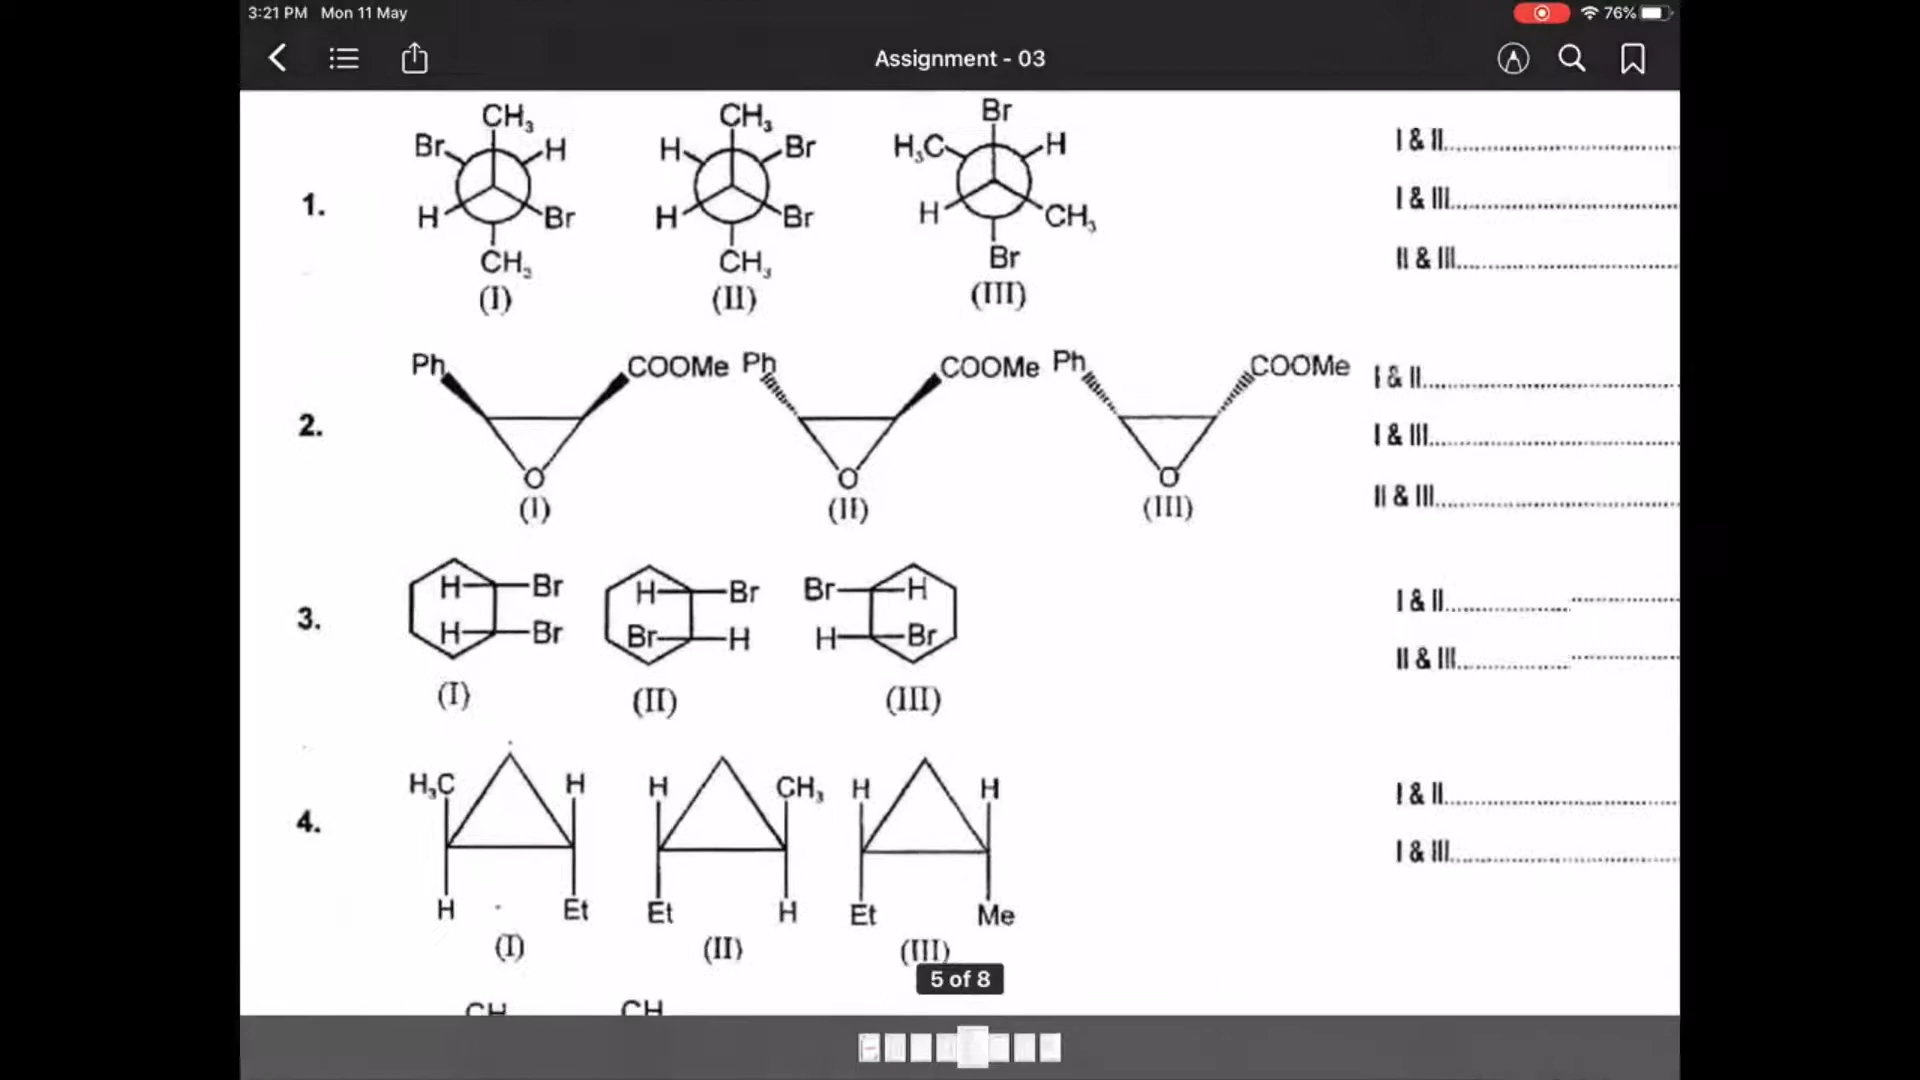 3:21 PM Mon 11 May
76%
Assignment - 03
1.
CH₃
Br
H
H
Br
CH₃
(I)
CH₃
H
Br
H
Br
CH₃
(II)
Br
H₃C
H
H
CH₃
Br
(III)
I & II
I & III
II & III
2.
Ph
COOMe
O
(I)
Ph
COOMe
O
(II)
Ph
COOMe
O
(III)
I & II
I & III
II & III
3.
H Br
H Br
(I)
H Br
Br H
(II)
Br H
H Br
(III)
I & II
II & III
4.
H₃C H
H Et
(I)
H CH₃
Et H
(II)
H H
Et Me
(III)
I & II
I & III
5 of 8
CH CH